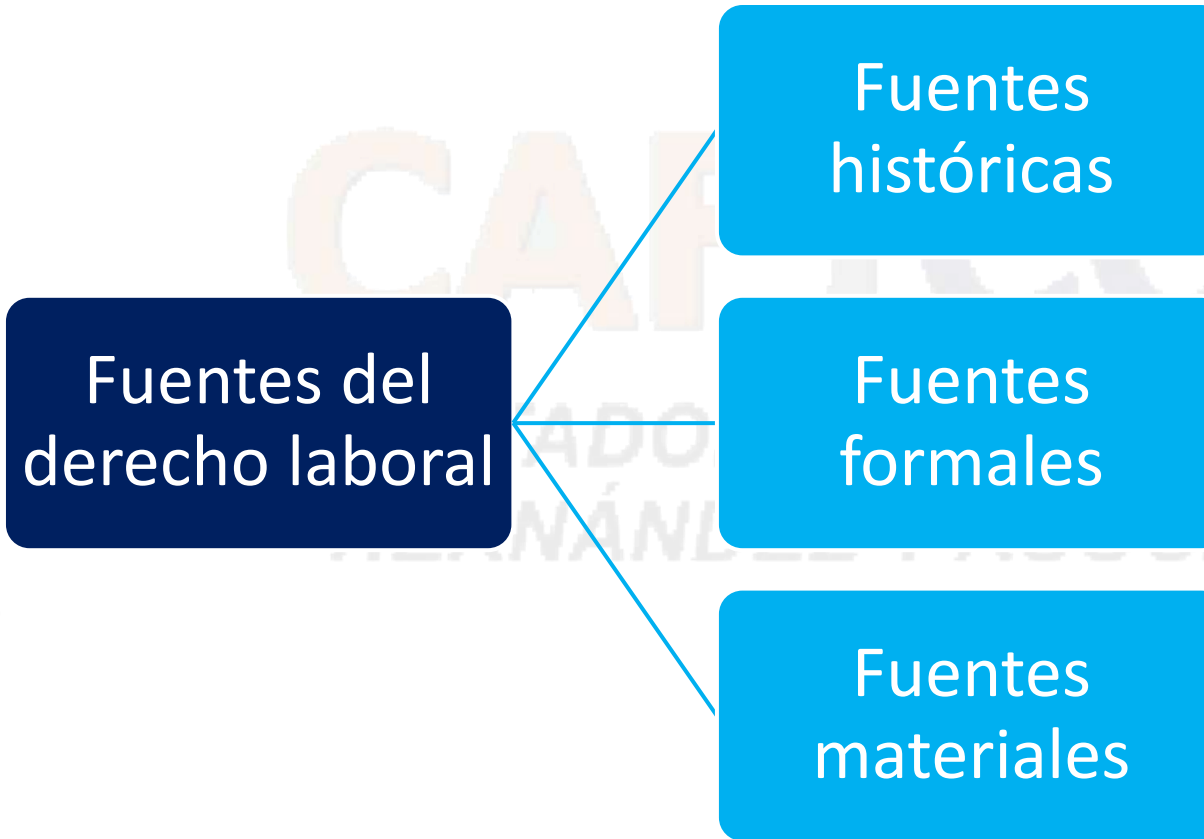 Fuentes
históricas
Fuentes del
derecho laboral
Fuentes
formales
Fuentes
materiales